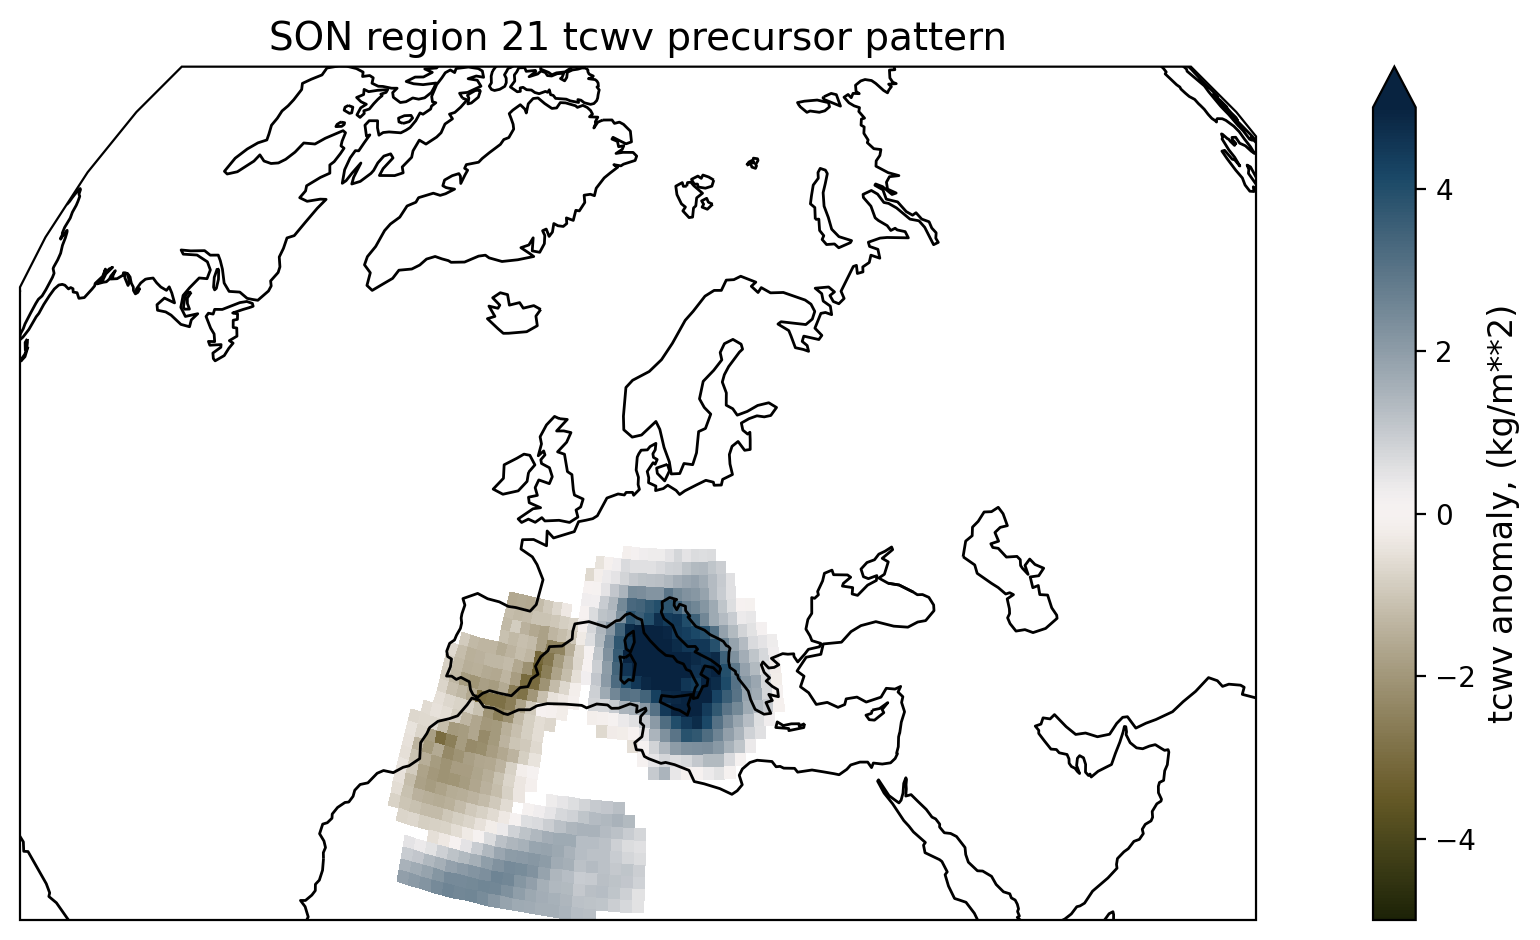 SON region 21 tcwv precursor pattern
4
2
0
−2
−4
tcwv anomaly, (kg/m**2)